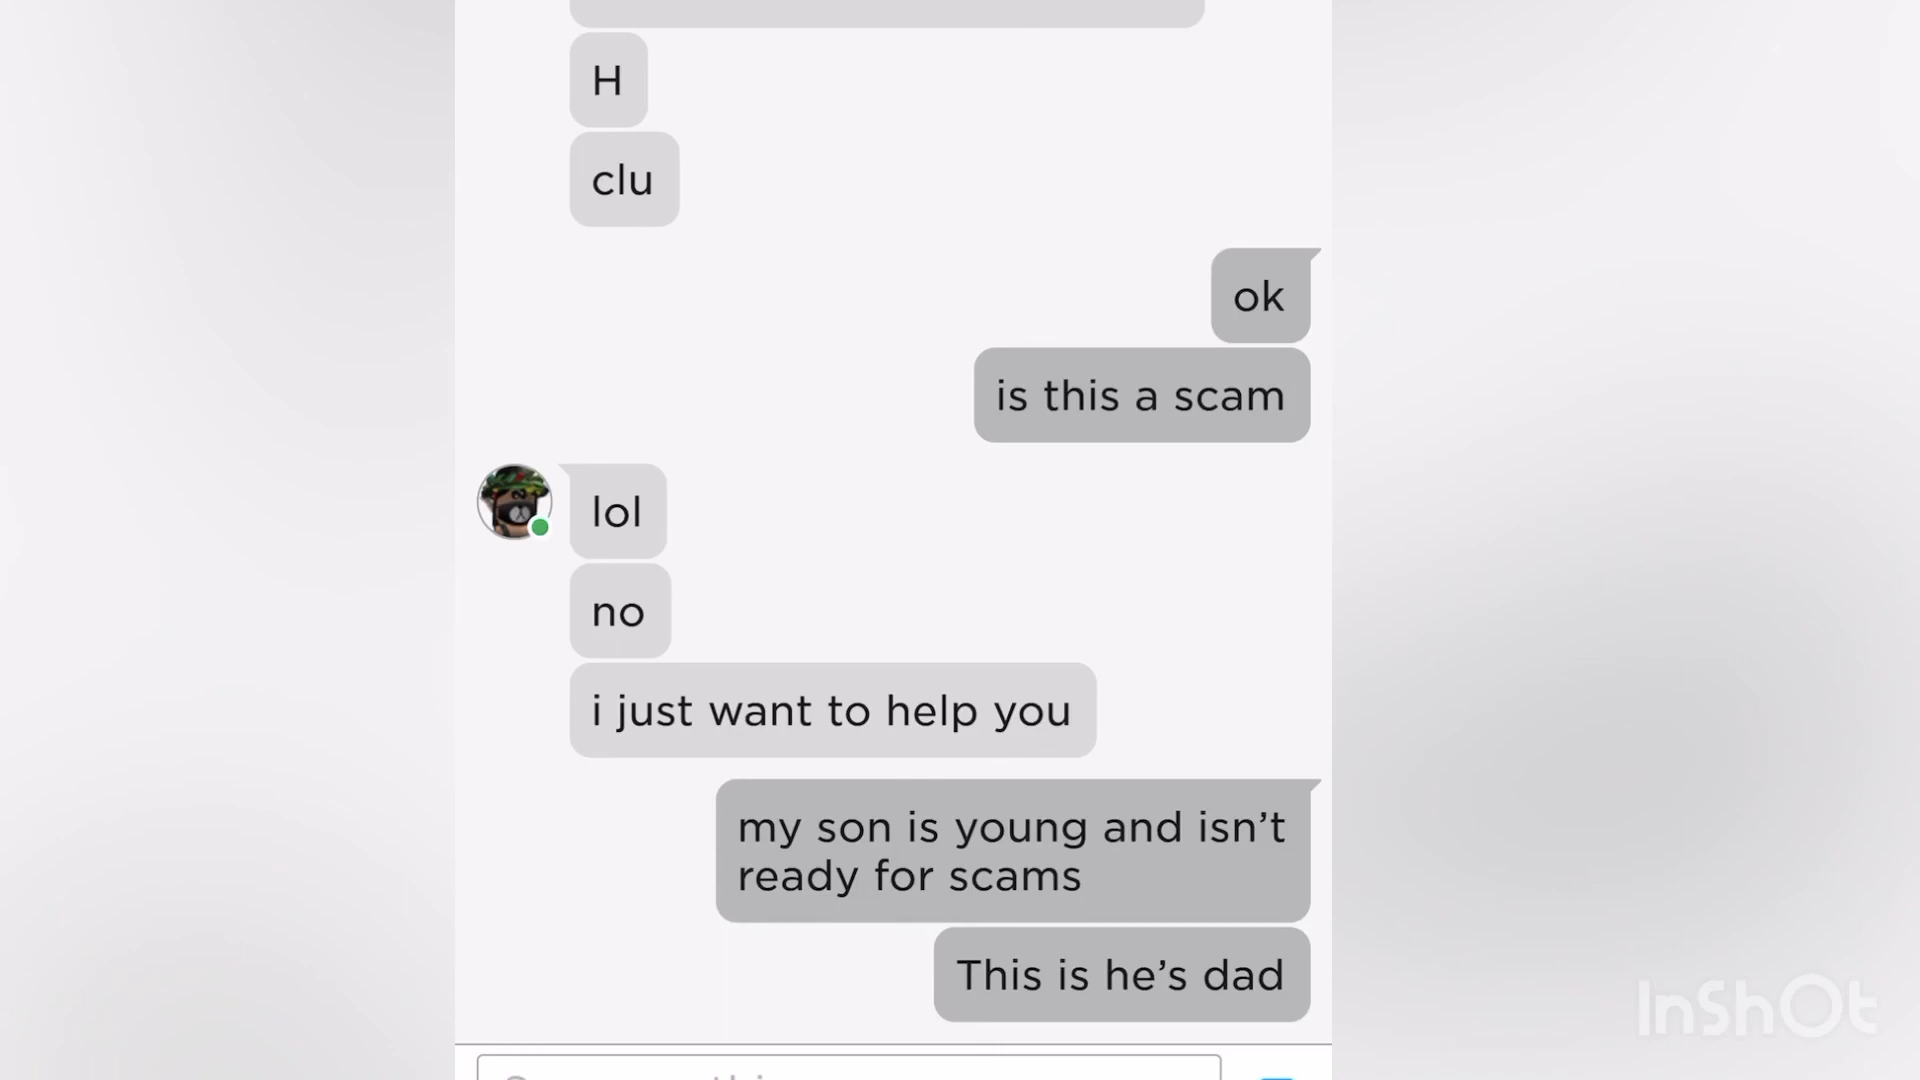 H
clu
ok
is this a scam
lol
no
i just want to help you
my son is young and isn’t
ready for scams
This is he’s dad
InShOt